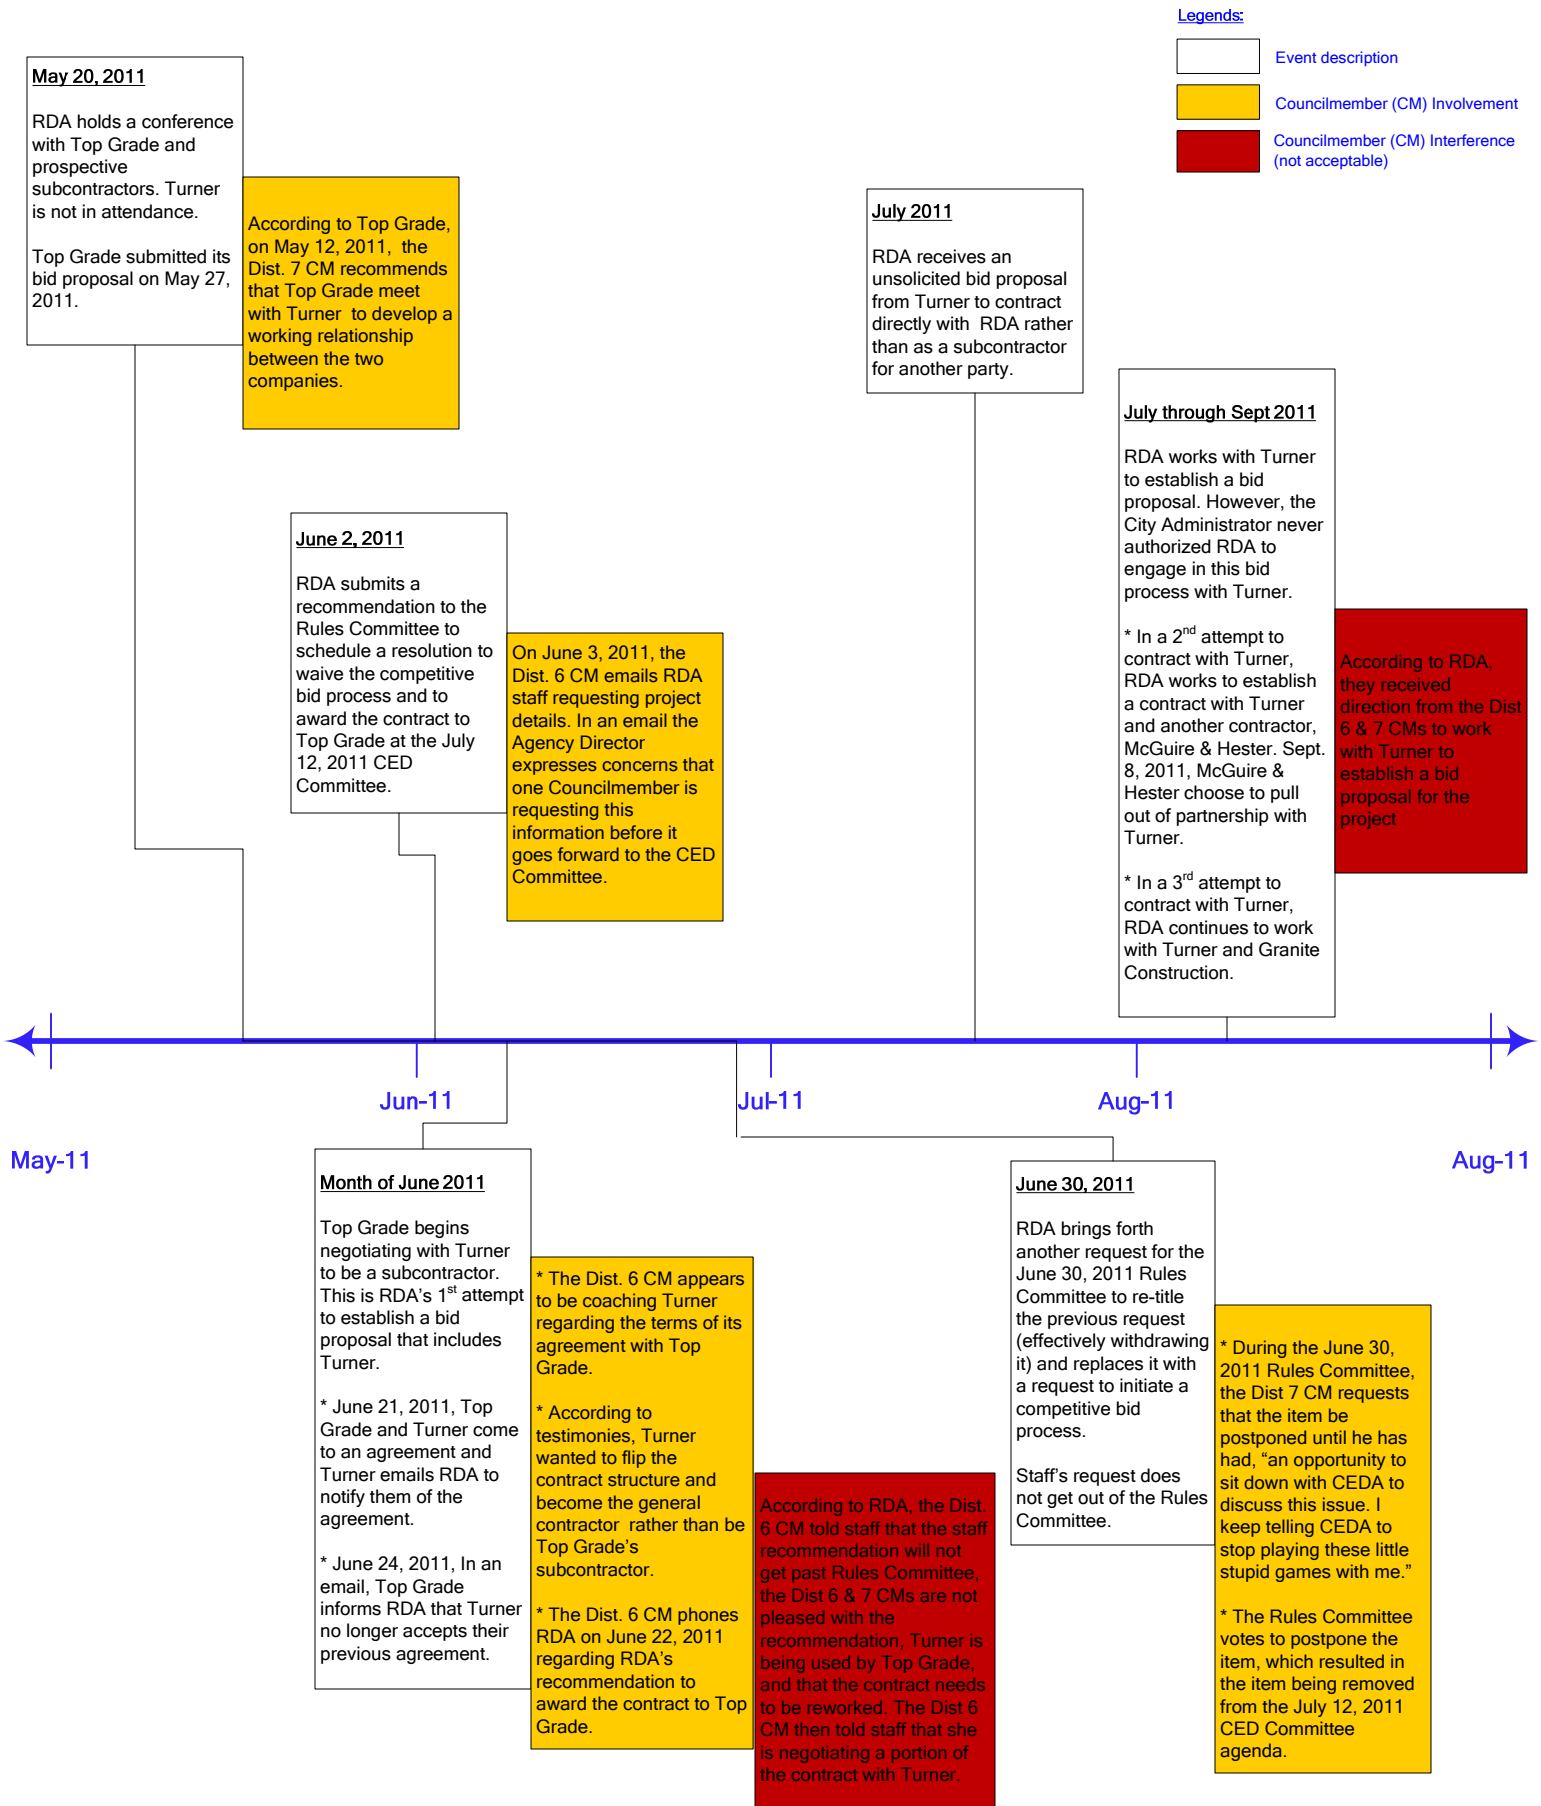 Legends:
Event description
Councilmember (CM) Involvement
Councilmember (CM) Interference
(not acceptable)
May 20, 2011
RDA holds a conference
with Top Grade and
prospective
subcontractors. Turner
is not in attendance.
Top Grade submitted its
bid proposal on May 27,
2011.
According to Top Grade,
on May 12, 2011, the
Dist. 7 CM recommends
that Top Grade meet
with Turner to develop a
working relationship
between the two
companies.
June 2, 2011
RDA submits a
recommendation to the
Rules Committee to
schedule a resolution to
waive the competitive
bid process and to
award the contract to
Top Grade at the July
12, 2011 CED
Committee.
On June 3, 2011, the
Dist. 6 CM emails RDA
staff requesting project
details. In an email the
Agency Director
expresses concerns that
one Councilmember is
requesting this
information before it
goes forward to the CED
Committee.
July 2011
RDA receives an
unsolicited bid proposal
from Turner to contract
directly with RDA rather
than as a subcontractor
for another party.
July through Sept 2011
RDA works with Turner
to establish a bid
proposal. However, the
City Administrator never
authorized RDA to
engage in this bid
process with Turner.
* In a 2nd attempt to
contract with Turner,
RDA works to establish
a contract with Turner
and another contractor,
McGuire & Hester. Sept.
8, 2011, McGuire &
Hester choose to pull
out of partnership with
Turner.
* In a 3rd attempt to
contract with Turner,
RDA continues to work
with Turner and Granite
Construction.
According to RDA,
they received
direction from the Dist
6 & 7 CMs to work
with Turner to
establish a bid
proposal for the
project
Jun-11
Jul-11
Aug-11
May-11
Aug-11
Month of June 2011
Top Grade begins
negotiating with Turner
to be a subcontractor.
This is RDA's 1st attempt
to establish a bid
proposal that includes
Turner.
* June 21, 2011, Top
Grade and Turner come
to an agreement and
Turner emails RDA to
notify them of the
agreement.
* June 24, 2011, In an
email, Top Grade
informs RDA that Turner
no longer accepts their
previous agreement.
* The Dist. 6 CM appears
to be coaching Turner
regarding the terms of its
agreement with Top
Grade.
* According to
testimonies, Turner
wanted to flip the
contract structure and
become the general
contractor rather than be
Top Grade's
subcontractor.
* The Dist. 6 CM phones
RDA on June 22, 2011
regarding RDA's
recommendation to
award the contract to Top
Grade.
According to RDA, the Dist.
6 CM told staff that the staff
recommendation will not
get past Rules Committee,
the Dist 6 & 7 CMs are not
pleased with the
recommendation, Turner is
being used by Top Grade,
and that the contract needs
to be reworked. The Dist 6
CM then told staff that she
is negotiating a portion of
the contract with Turner.
June 30, 2011
RDA brings forth
another request for the
June 30, 2011 Rules
Committee to re-title
the previous request
(effectively withdrawing
it) and replaces it with
a request to initiate a
competitive bid
process.
Staff's request does
not get out of the Rules
Committee.
* During the June 30,
2011 Rules Committee,
the Dist 7 CM requests
that the item be
postponed until he has
had, “an opportunity to
sit down with CEDA to
discuss this issue. I
keep telling CEDA to
stop playing these little
stupid games with me.”
* The Rules Committee
votes to postpone the
item, which resulted in
the item being removed
from the July 12, 2011
CED Committee
agenda.